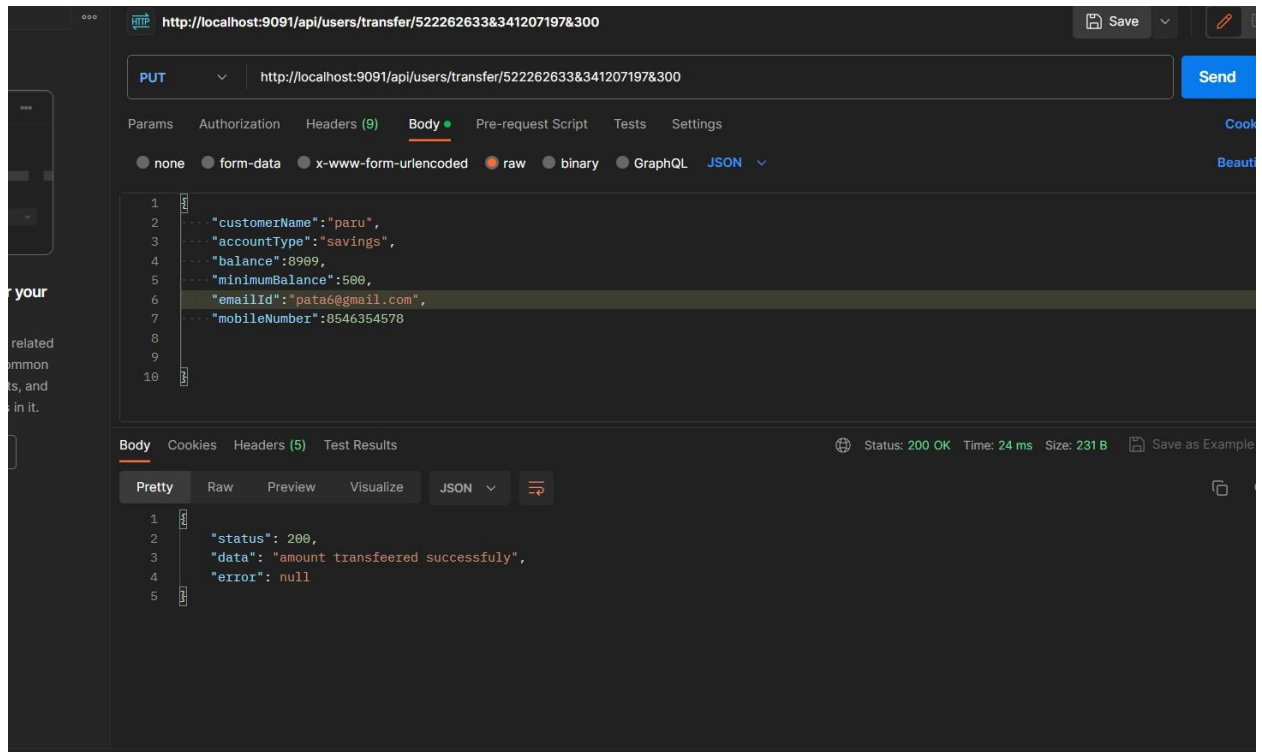 HTTP http://localhost:9091/api/users/transfer/522262633&341207197&300 Save
PUT http://localhost:9091/api/users/transfer/522262633&341207197&300 Send
Params Authorization Headers (9) Body Pre-request Script Tests Settings Cook
none form-data x-www-form-urlencoded raw binary GraphQL JSON Beauti
1 {
2 "customerName":"paru",
3 "accountType":"savings",
4 "balance":8909,
5 "minimumBalance":500,
6 "emailId":"pata6@gmail.com",
7 "mobileNumber":8546354578
8
9
10 }
r your
related
ommon
ts, and
s in it.
Body Cookies Headers (5) Test Results Status: 200 OK Time: 24 ms Size: 231 B Save as Example
Pretty Raw Preview Visualize JSON
1 {
2 "status": 200,
3 "data": "amount transfeered successfuly",
4 "error": null
5 }